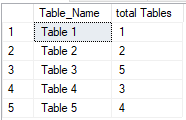 Table_Name total Tables
1 Table 1 1
2 Table 2 2
3 Table 3 5
4 Table 4 3
5 Table 5 4